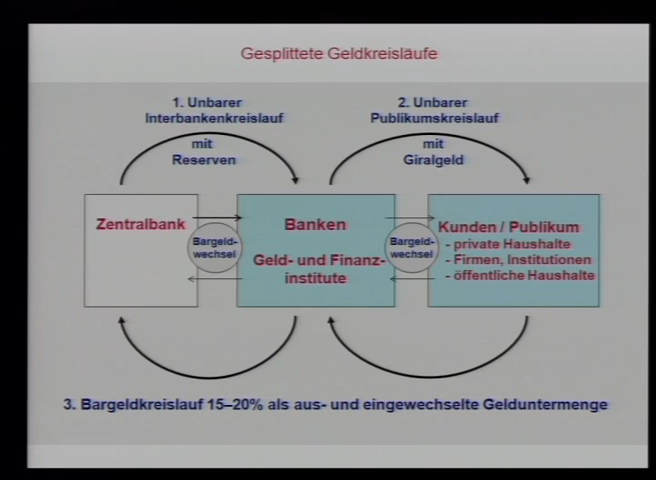 Gesplittete Geldkreisläufe
1. Unbarer
Interbankenkreislauf
mit
Reserven
2. Unbarer
Publikumskreislauf
mit
Giralgeld
Zentralbank
Bargeld-
wechsel
Banken
Geld- und Finanz-
institute
Bargeld-
wechsel
Kunden / Publikum
- private Haushalte
- Firmen, Institutionen
- öffentliche Haushalte
3. Bargeldkreislauf 15–20% als aus- und eingewechselte Gelduntermenge